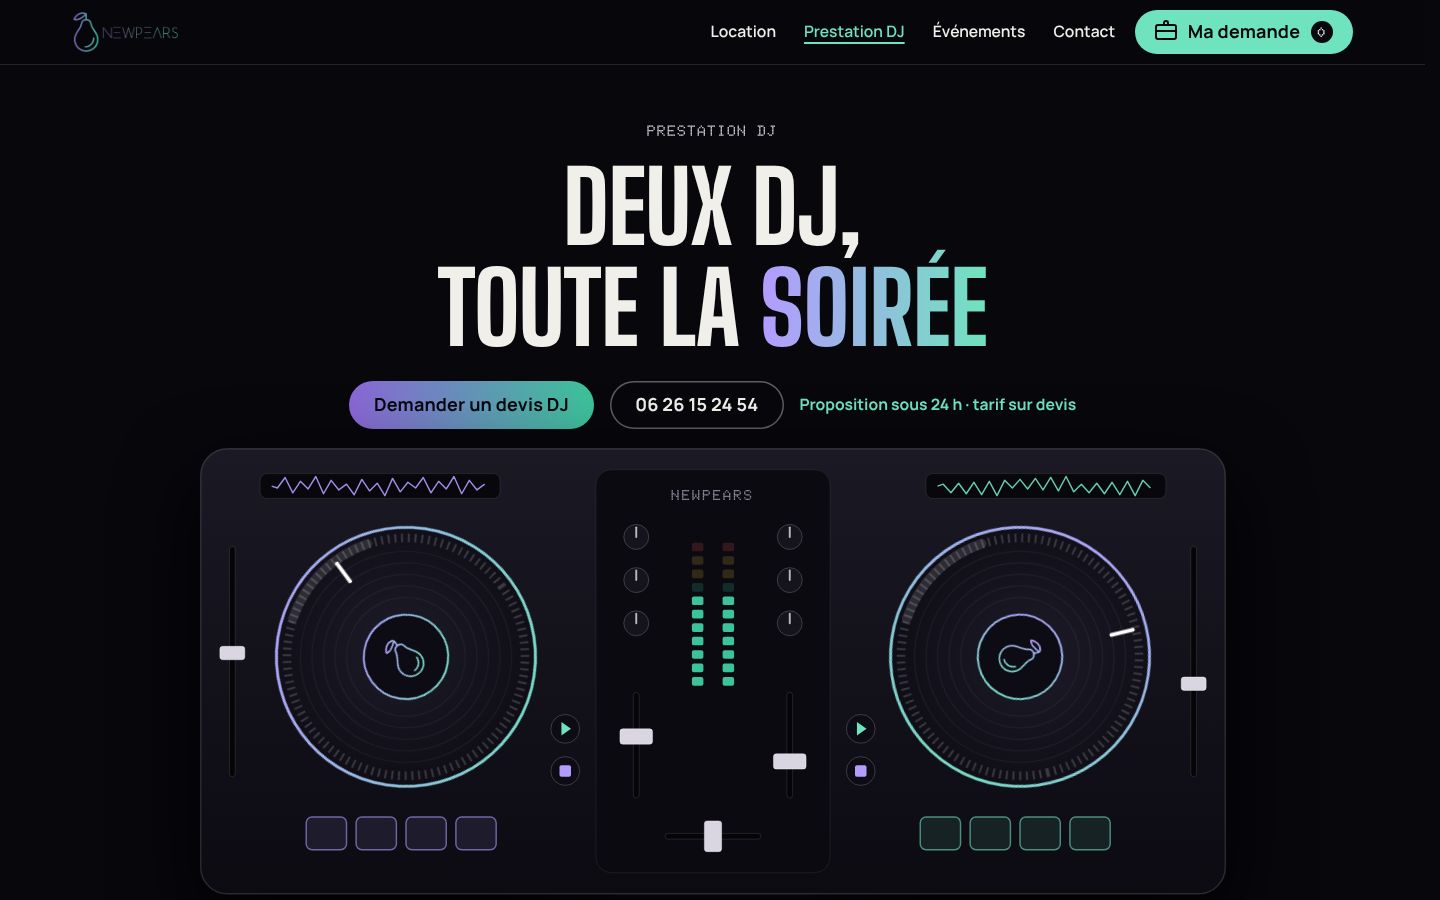 NEWPEARS
Location
Prestation DJ
Événements
Contact
Ma demande
0
PRESTATION DJ
DEUX DJ,
TOUTE LA SOIRÉE
Demander un devis DJ
06 26 15 24 54
Proposition sous 24 h · tarif sur devis
NEWPEARS